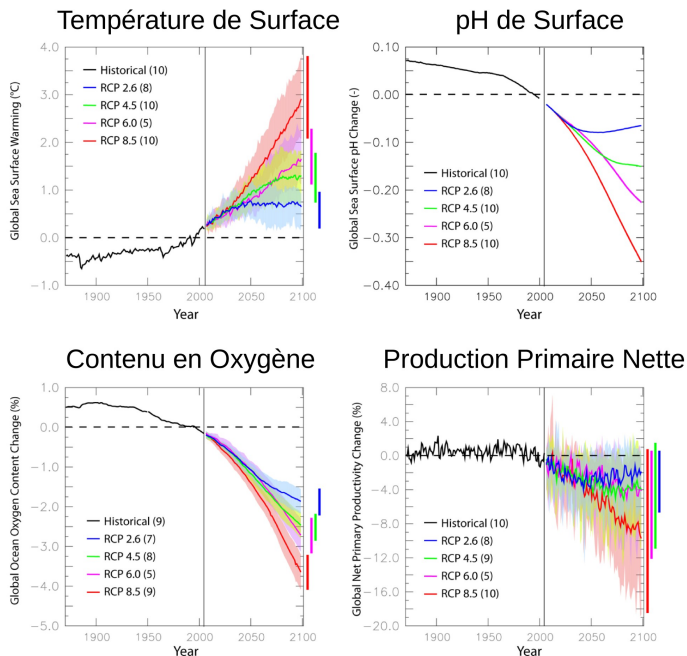 Température de Surface
4.0
3.0
2.0
1.0
0.0
−1.0
Global Sea Surface Warming (°C)
Historical (10)
RCP 2.6 (8)
RCP 4.5 (10)
RCP 6.0 (5)
RCP 8.5 (10)
1900 1950 2000 2050 2100
Year
pH de Surface
0.10
0.00
−0.10
−0.20
−0.30
−0.40
Global Sea Surface pH Change (-)
Historical (10)
RCP 2.6 (8)
RCP 4.5 (10)
RCP 6.0 (5)
RCP 8.5 (10)
1900 1950 2000 2050 2100
Year
Contenu en Oxygène
1.0
0.0
−1.0
−2.0
−3.0
−4.0
−5.0
Global Ocean Oxygen Content Change (%)
Historical (9)
RCP 2.6 (7)
RCP 4.5 (8)
RCP 6.0 (5)
RCP 8.5 (9)
1900 1950 2000 2050 2100
Year
Production Primaire Nette
8.0
4.0
0.0
−4.0
−8.0
−12.0
−16.0
−20.0
Global Net Primary Productivity Change (%)
Historical (10)
RCP 2.6 (8)
RCP 4.5 (9)
RCP 6.0 (5)
RCP 8.5 (10)
1900 1950 2000 2050 2100
Year